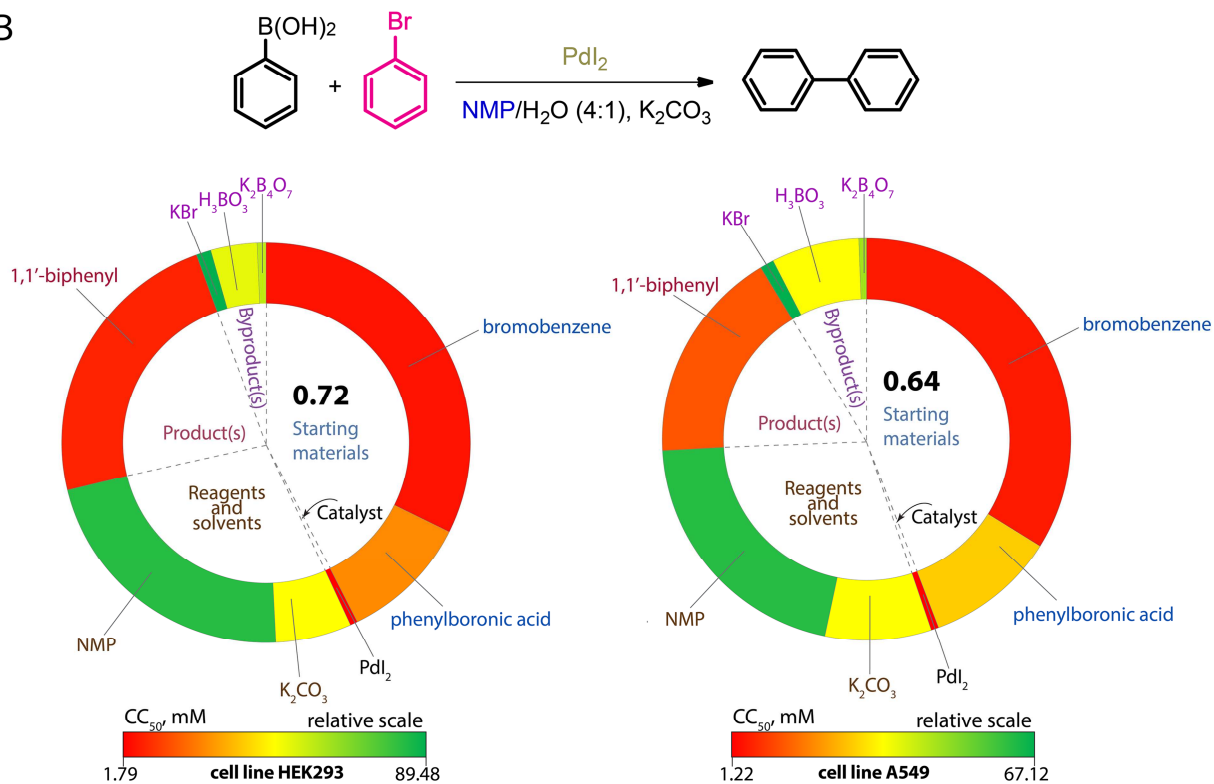 B
B(OH)₂
+
Br
PdI₂
NMP/H₂O (4:1), K₂CO₃
KBr
H₃BO₃
K₂B₄O₇
1,1′-biphenyl
bromobenzene
Byproduct(s)
0.72
Starting
materials
Product(s)
Reagents
and
solvents
Catalyst
NMP
K₂CO₃
PdI₂
phenylboronic acid
CC₅₀, mM
relative scale
1.79
cell line HEK293
89.48
KBr
H₃BO₃
K₂B₄O₇
1,1′-biphenyl
bromobenzene
Byproduct(s)
0.64
Starting
materials
Product(s)
Reagents
and
solvents
Catalyst
NMP
K₂CO₃
PdI₂
phenylboronic acid
CC₅₀, mM
relative scale
1.22
cell line A549
67.12